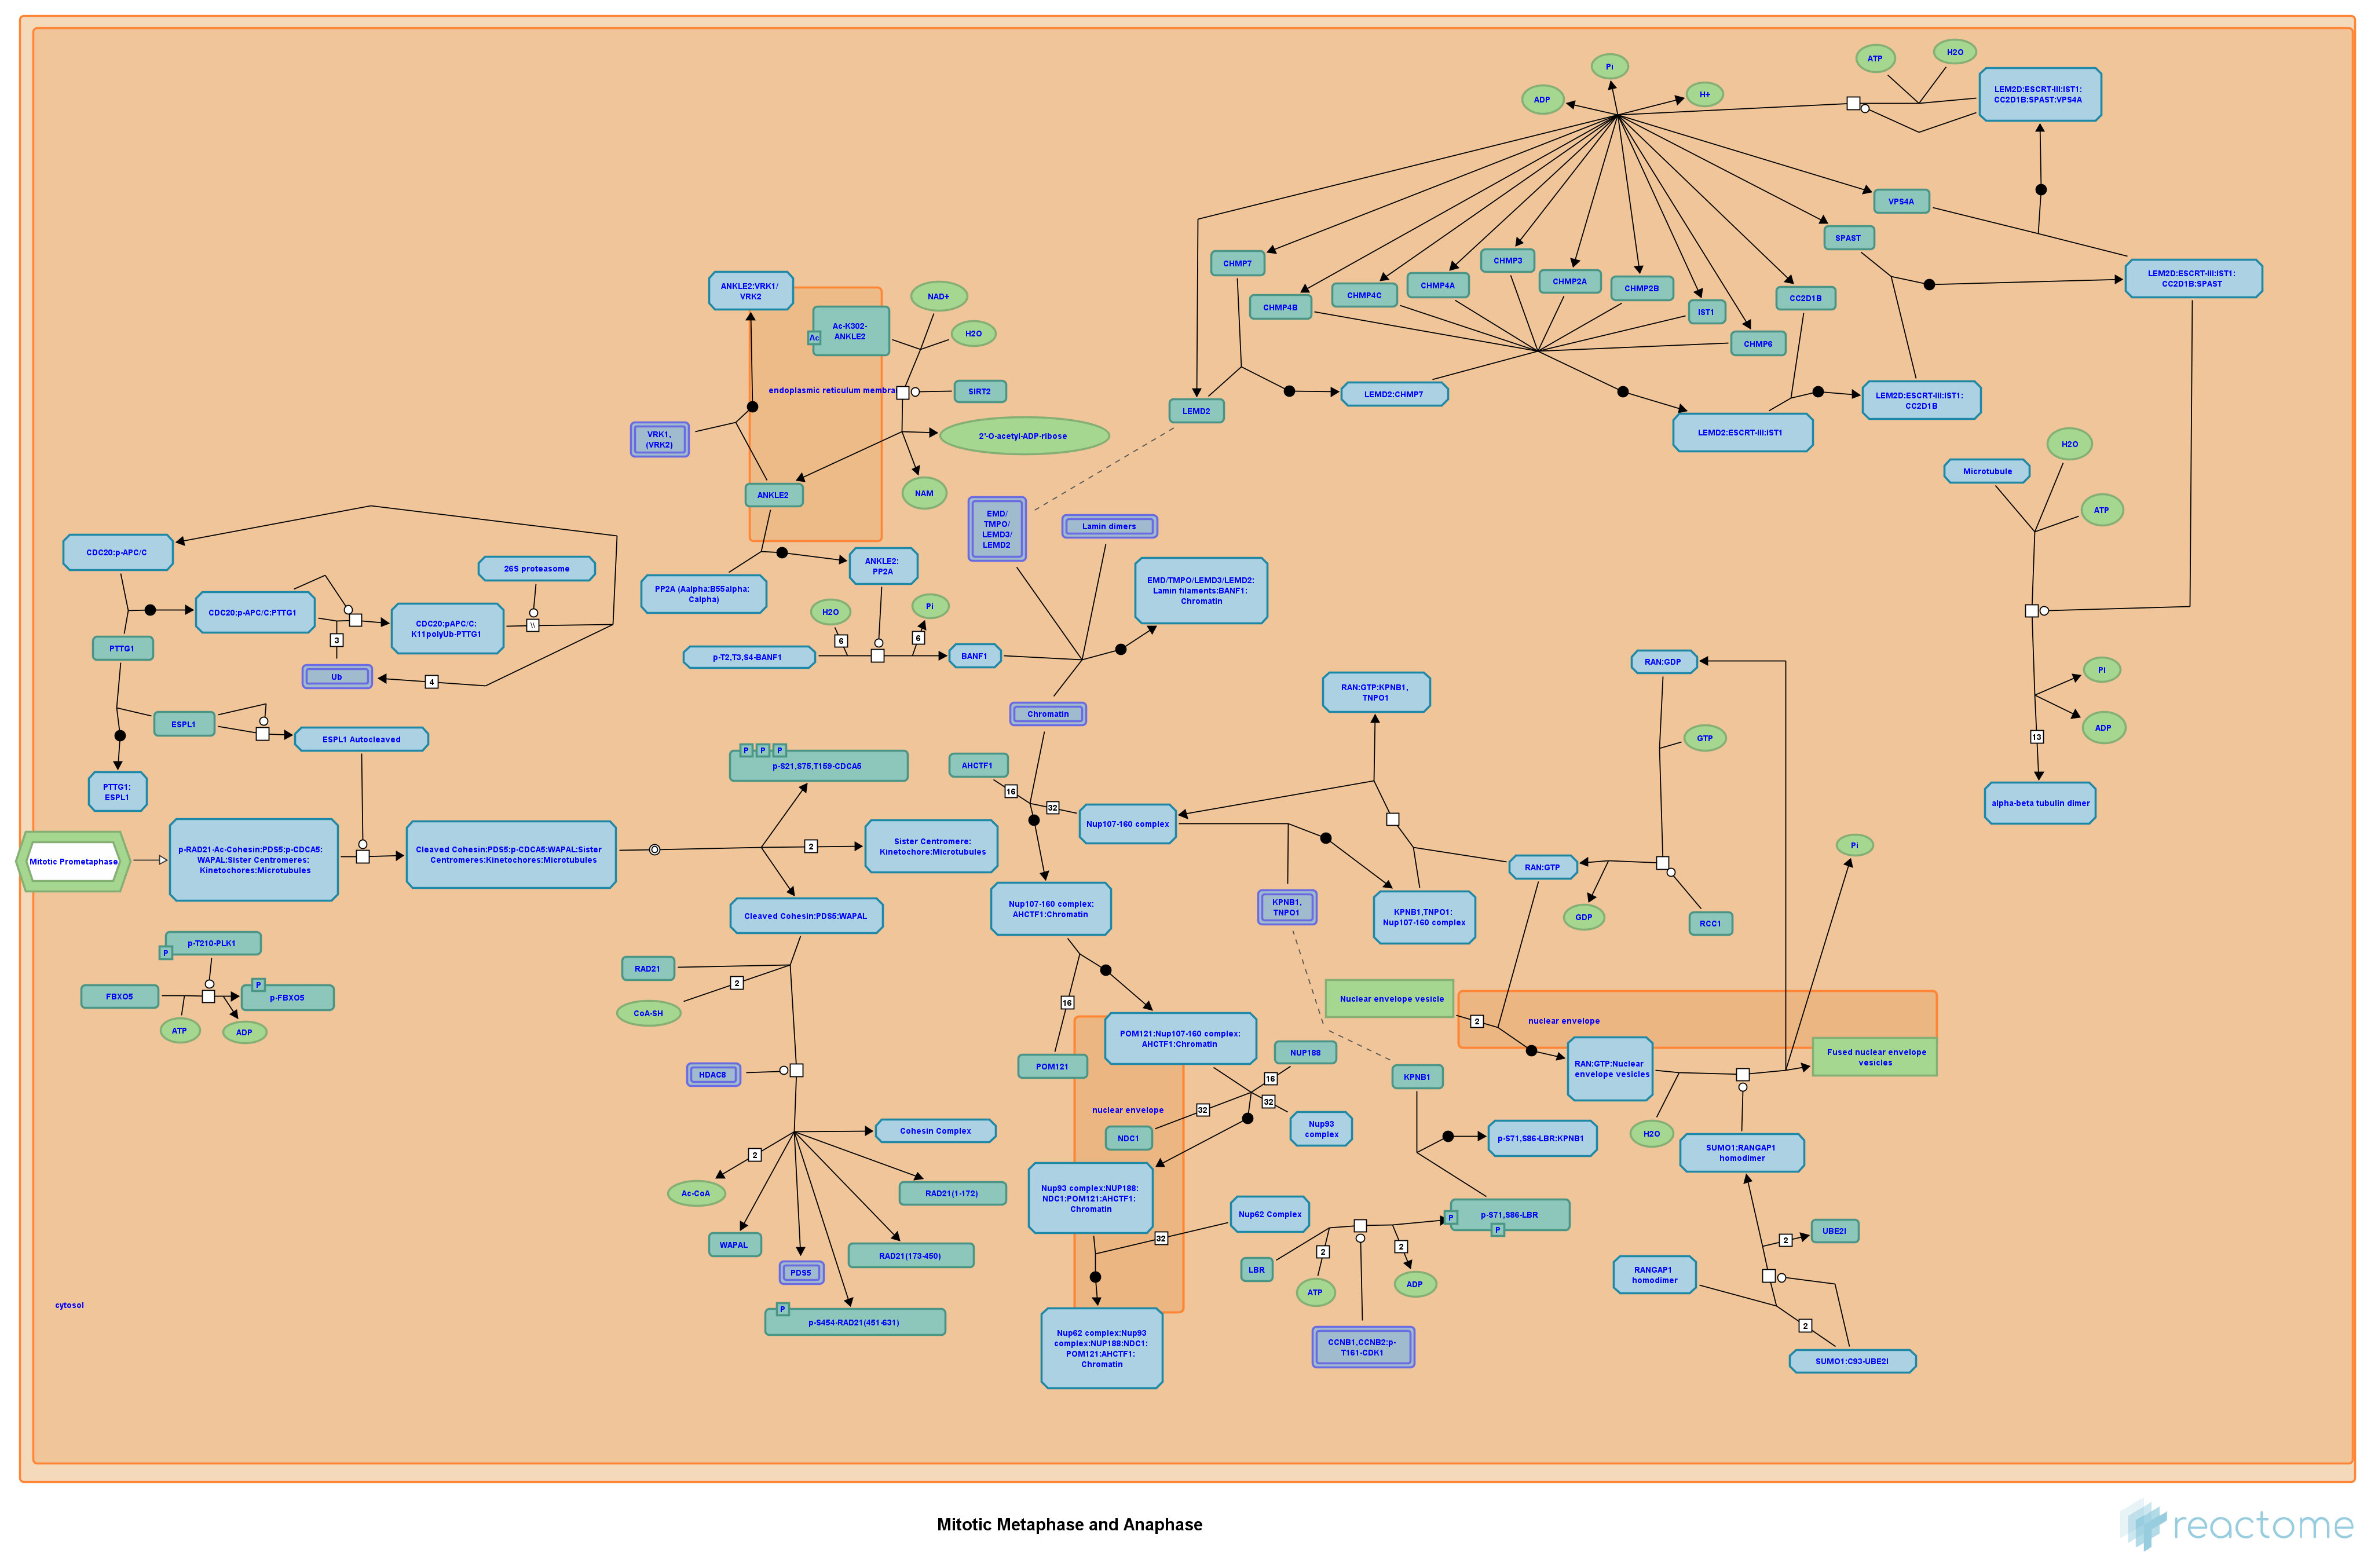 Pi
ATP
H2O
ADP
H+
LEM2D:ESCRT-III:IST1:
CC2D1B:SPAST:VPS4A
VPS4A
SPAST
CHMP7
CHMP3
CHMP4A
CHMP2A
CHMP2B
CHMP4C
CHMP4B
IST1
CC2D1B
CHMP6
LEM2D:ESCRT-III:IST1:
CC2D1B:SPAST
LEMD2
LEMD2:CHMP7
LEMD2:ESCRT-III:IST1
LEM2D:ESCRT-III:IST1:
CC2D1B
ANKLE2:VRK1/
VRK2
Ac-K302-
ANKLE2
Ac
NAD+
H2O
endoplasmic reticulum membra
SIRT2
VRK1,
(VRK2)
2'-O-acetyl-ADP-ribose
NAM
ANKLE2
EMD/
TMPO/
LEMD3/
LEMD2
Lamin dimers
Microtubule
H2O
ATP
CDC20:p-APC/C
26S proteasome
ANKLE2:
PP2A
PP2A (Aalpha:B55alpha:
Calpha)
EMD/TMPO/LEMD3/LEMD2:
Lamin filaments:BANF1:
Chromatin
CDC20:p-APC/C:PTTG1
CDC20:pAPC/C:
K11polyUb-PTTG1
\\
3
H2O
Pi
6
6
PTTG1
Ub
4
p-T2,T3,S4-BANF1
BANF1
RAN:GDP
Pi
ADP
13
alpha-beta tubulin dimer
RAN:GTP:KPNB1,
TNPO1
Chromatin
GTP
ESPL1
ESPL1 Autocleaved
PTTG1:
ESPL1
P
P
P
p-S21,S75,T159-CDCA5
AHCTF1
16
32
Nup107-160 complex
Mitotic Prometaphase
p-RAD21-Ac-Cohesin:PDS5:p-CDCA5:
WAPAL:Sister Centromeres:
Kinetochores:Microtubules
Cleaved Cohesin:PDS5:p-CDCA5:WAPAL:Sister
Centromeres:Kinetochores:Microtubules
2
Sister Centromere:
Kinetochore:Microtubules
Pi
RAN:GTP
Nup107-160 complex:
AHCTF1:Chromatin
KPNB1,
TNPO1
KPNB1,TNPO1:
Nup107-160 complex
GDP
RCC1
Cleaved Cohesin:PDS5:WAPAL
p-T210-PLK1
P
RAD21
2
CoA-SH
FBXO5
P
p-FBXO5
ATP
ADP
16
Nuclear envelope vesicle
2
nuclear envelope
POM121:Nup107-160 complex:
AHCTF1:Chromatin
NUP188
POM121
KPNB1
RAN:GTP:Nuclear
envelope vesicles
Fused nuclear envelope
vesicles
HDAC8
16
32
32
nuclear envelope
NDC1
Nup93
complex
p-S71,S86-LBR:KPNB1
H2O
SUMO1:RANGAP1
homodimer
Cohesin Complex
2
Ac-CoA
RAD21(1-172)
Nup93 complex:NUP188:
NDC1:POM121:AHCTF1:
Chromatin
Nup62 Complex
32
p-S71,S86-LBR
P
P
WAPAL
RAD21(173-450)
PDS5
LBR
2
2
ATP
ADP
UBE2I
2
RANGAP1
homodimer
P
p-S454-RAD21(451-631)
cytosol
Nup62 complex:Nup93
complex:NUP188:NDC1:
POM121:AHCTF1:
Chromatin
CCNB1,CCNB2:p-
T161-CDK1
2
SUMO1:C93-UBE2I
Mitotic Metaphase and Anaphase
reactome